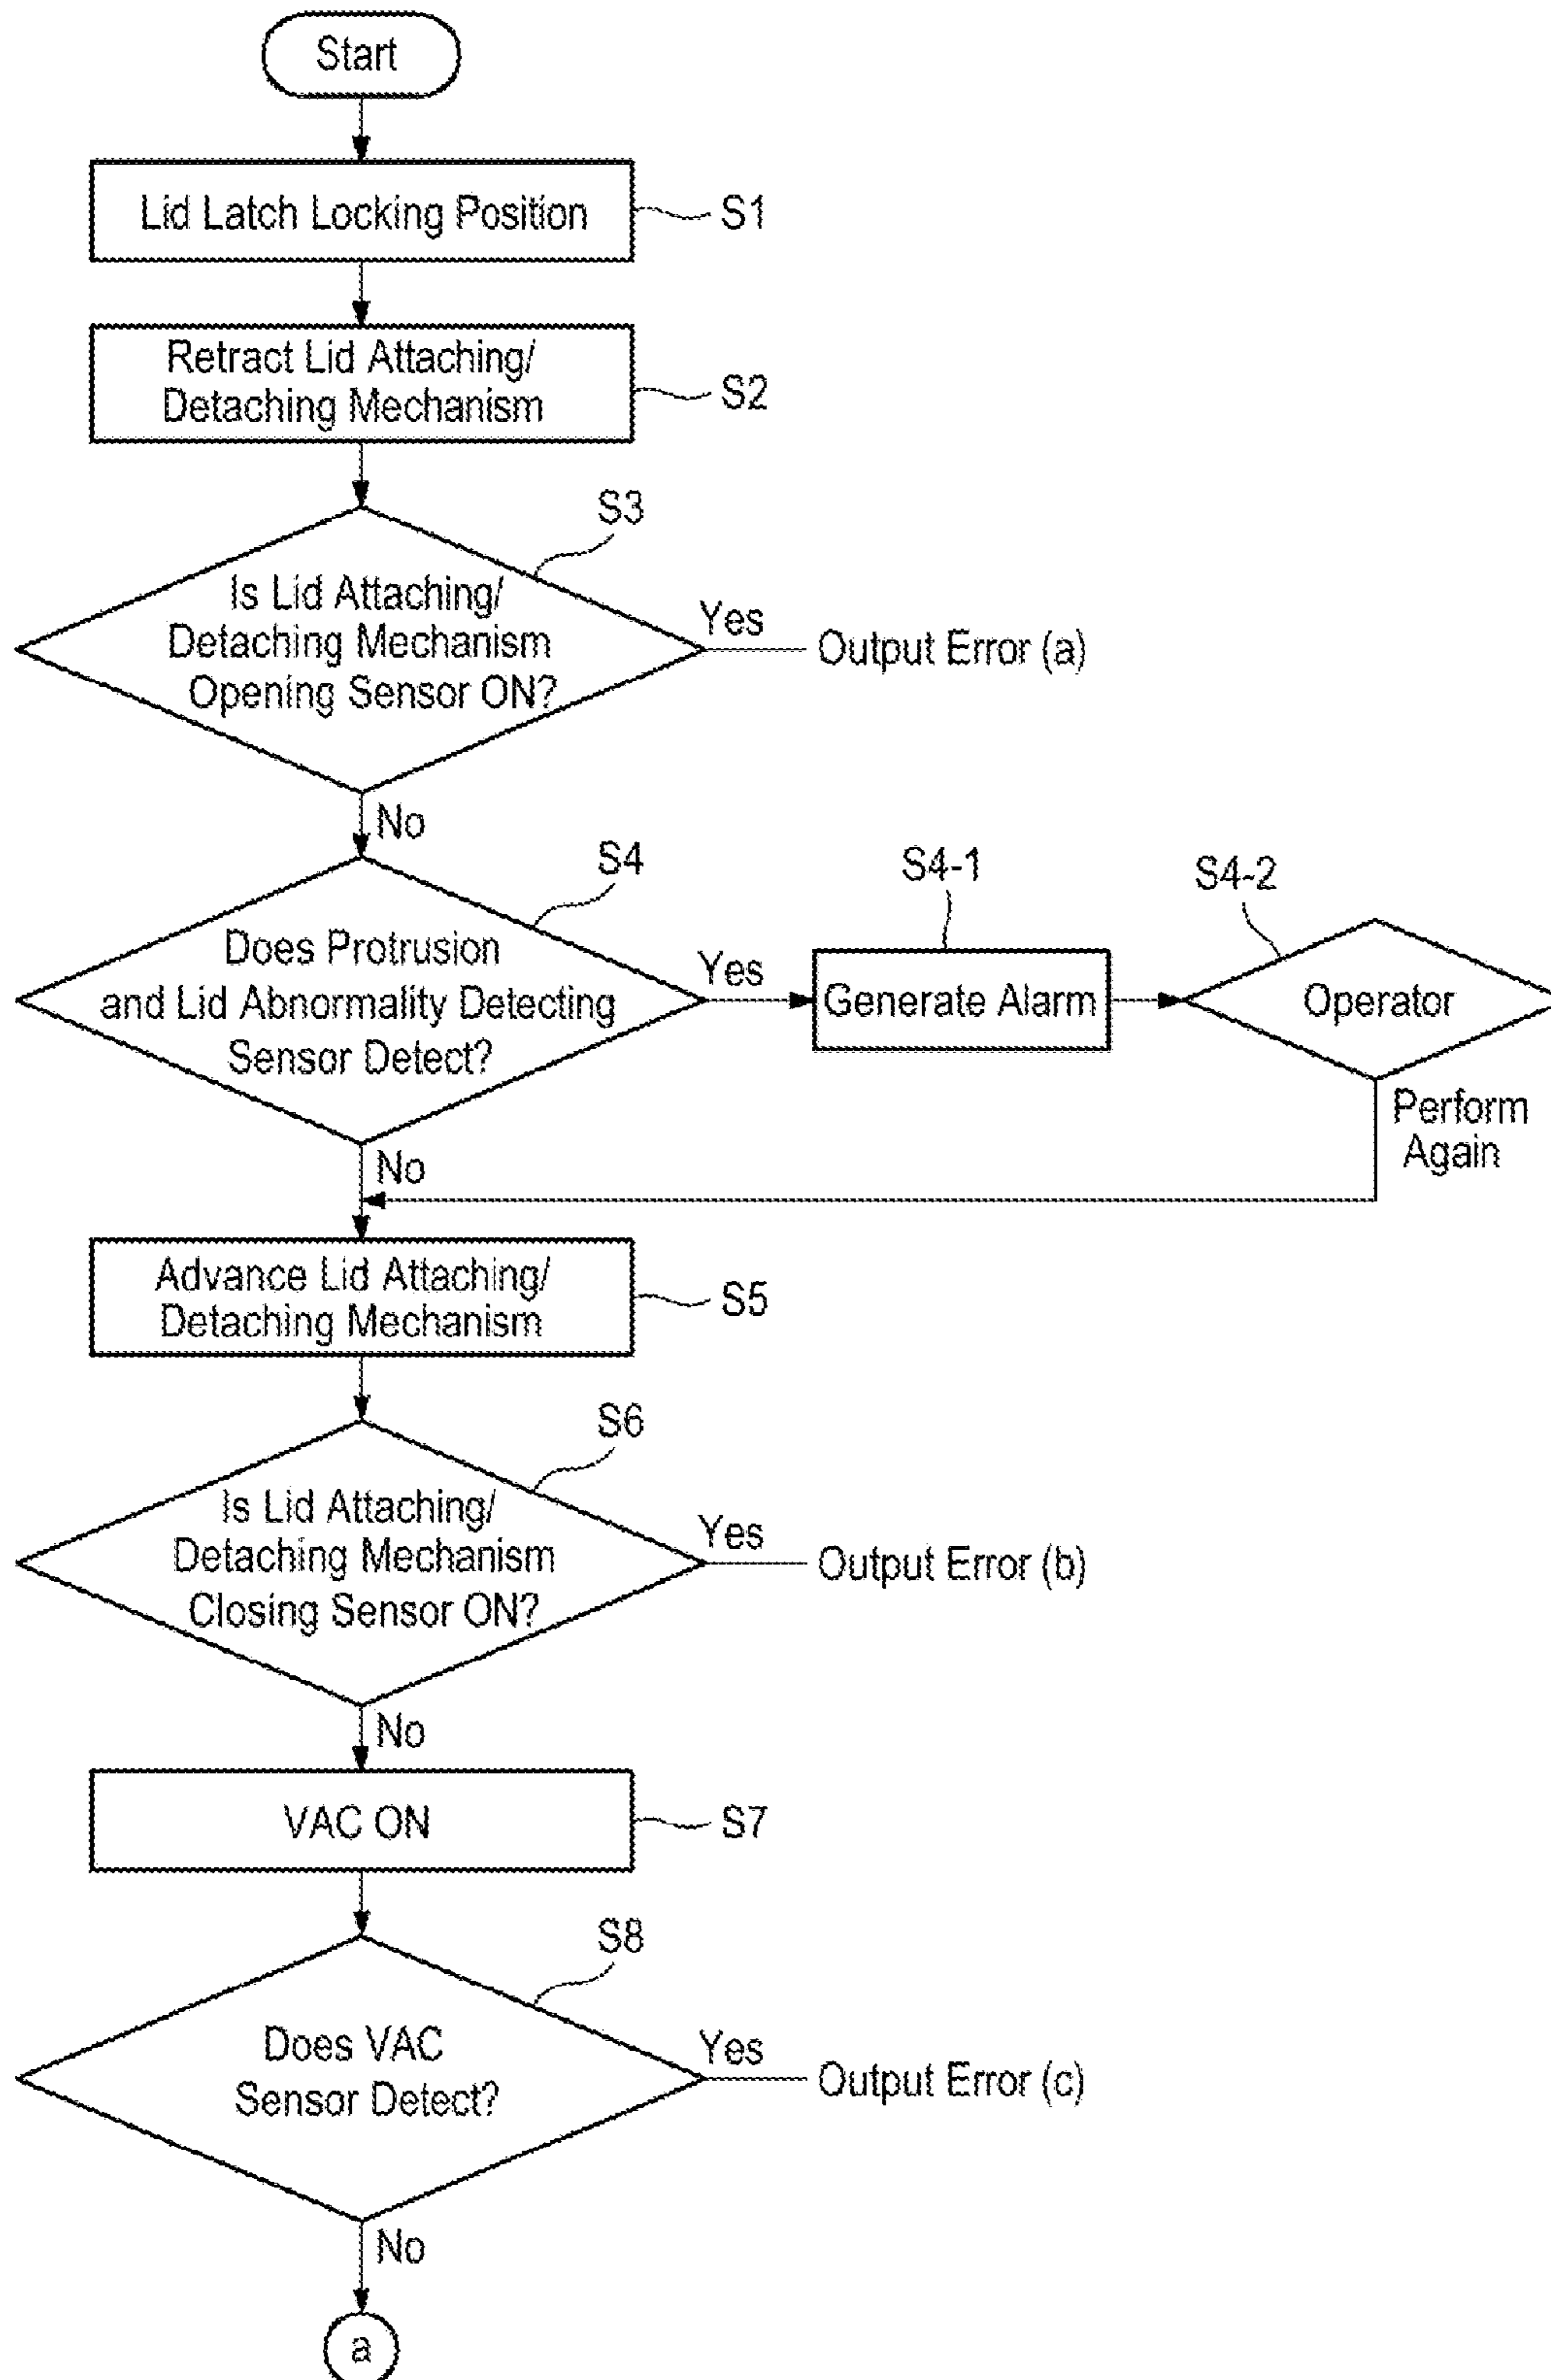 Start
Lid Latch Locking Position
S1
Retract Lid Attaching/
Detaching Mechanism
S2
S3
Is Lid Attaching/
Detaching Mechanism
Opening Sensor ON?
Yes
Output Error (a)
No
S4
Does Protrusion
and Lid Abnormality Detecting
Sensor Detect?
Yes
S4-1
Generate Alarm
S4-2
Operator
Perform
Again
No
Advance Lid Attaching/
Detaching Mechanism
S5
S6
Is Lid Attaching/
Detaching Mechanism
Closing Sensor ON?
Yes
Output Error (b)
No
VAC ON
S7
S8
Does VAC
Sensor Detect?
Yes
Output Error (c)
No
a